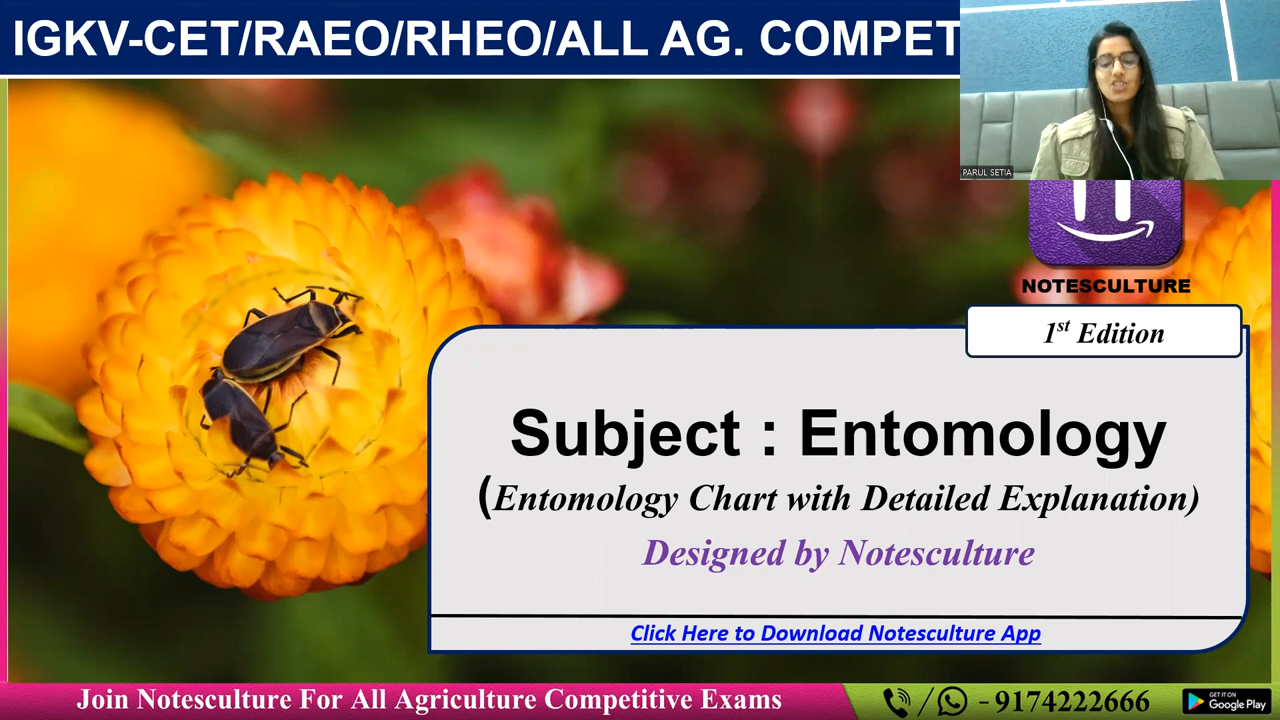 IGKV-CET/RAEO/RHEO/ALL AG. COMPET
PARUL SETIA
NOTESCULTURE
1st Edition
Subject : Entomology
(Entomology Chart with Detailed Explanation)
Designed by Notesculture
Click Here to Download Notesculture App
Join Notesculture For All Agriculture Competitive Exams
/ - 9174222666
GET IT ON
Google Play